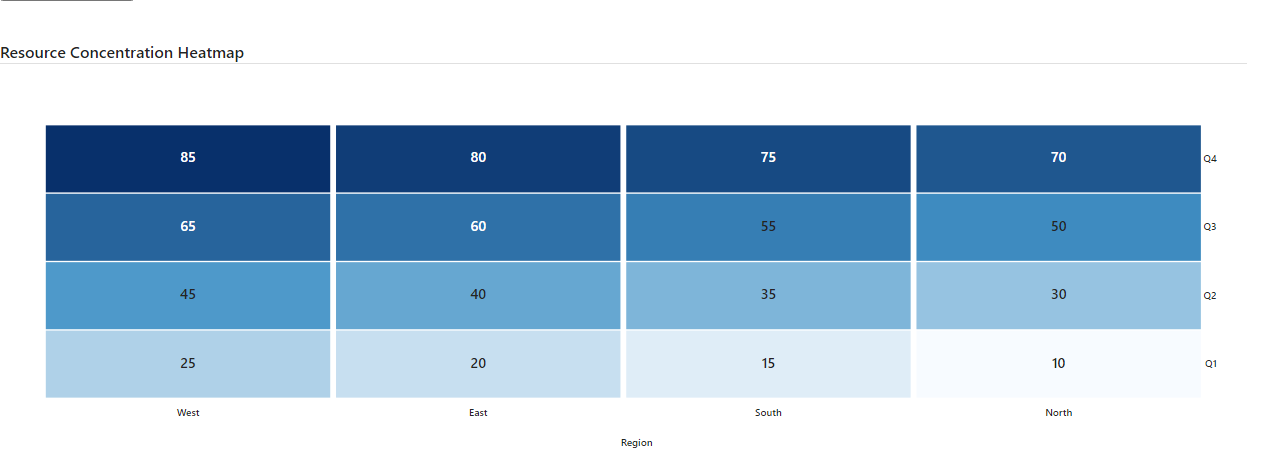 Resource Concentration Heatmap
85 80 75 70 Q4
65 60 55 50 Q3
45 40 35 30 Q2
25 20 15 10 Q1
West East South North
Region